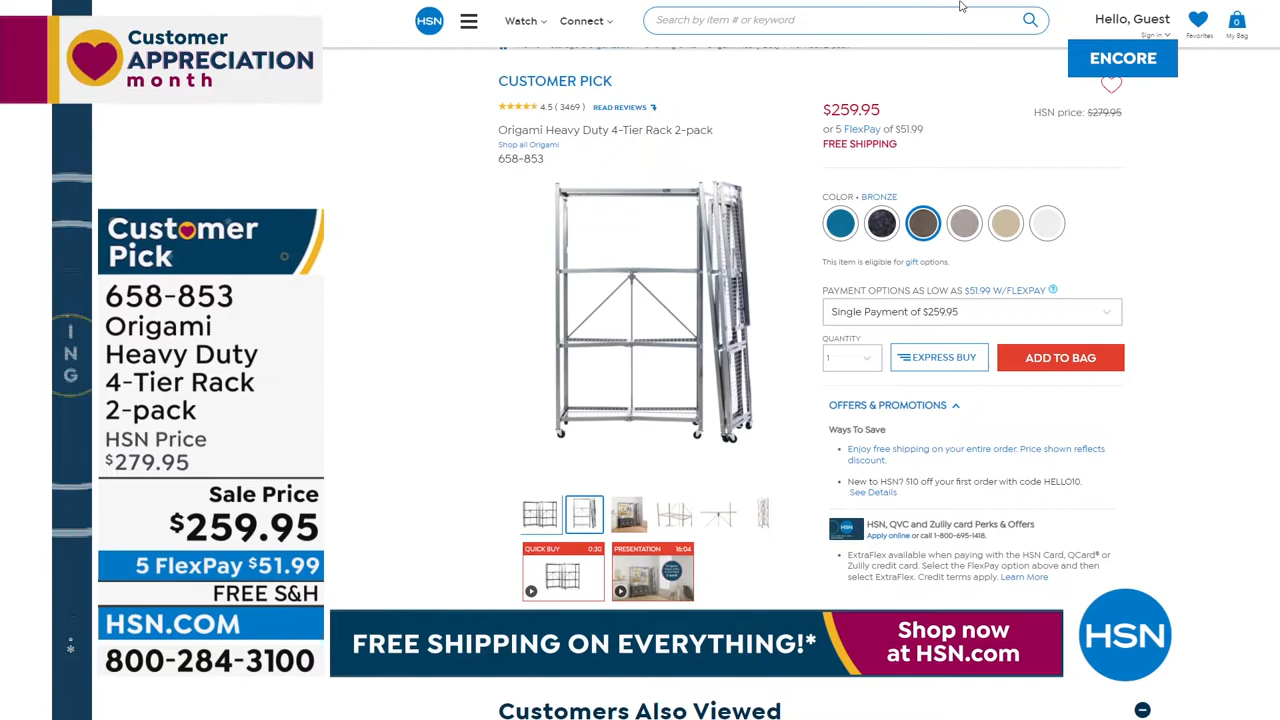 Customer
APPRECIATION
month
HSN
Watch
Connect
Search by item # or keyword
Hello, Guest
Sign in
Favorites
0
My Bag
ENCORE
CUSTOMER PICK
4.5 ( 3469 ) READ REVIEWS
Origami Heavy Duty 4-Tier Rack 2-pack
Shop all Origami
658-853
$259.95
HSN price: $279.95
or 5 FlexPay of $51.99
FREE SHIPPING
COLOR • BRONZE
This item is eligible for gift options.
PAYMENT OPTIONS AS LOW AS $51.99 W/FLEXPAY ?
Single Payment of $259.95
QUANTITY
1
EXPRESS BUY
ADD TO BAG
OFFERS & PROMOTIONS
Ways To Save
• Enjoy free shipping on your entire order. Price shown reflects
discount.
• New to HSN? $10 off your first order with code HELLO10.
See Details
HSN, QVC and Zulily card Perks & Offers
Apply online or call 1-800-695-1418.
• ExtraFlex available when paying with the HSN Card, QCard® or
Zulily credit card. Select the FlexPay option above and then
select ExtraFlex. Credit terms apply. Learn More
QUICK BUY 0:30
PRESENTATION 16:04
Customer
Pick
658-853
Origami
Heavy Duty
4-Tier Rack
2-pack
HSN Price
$279.95
Sale Price
$259.95
5 FlexPay $51.99
FREE S&H
HSN.COM
800-284-3100
I
N
G
*
FREE SHIPPING ON EVERYTHING!*
Shop now
at HSN.com
HSN
Customers Also Viewed